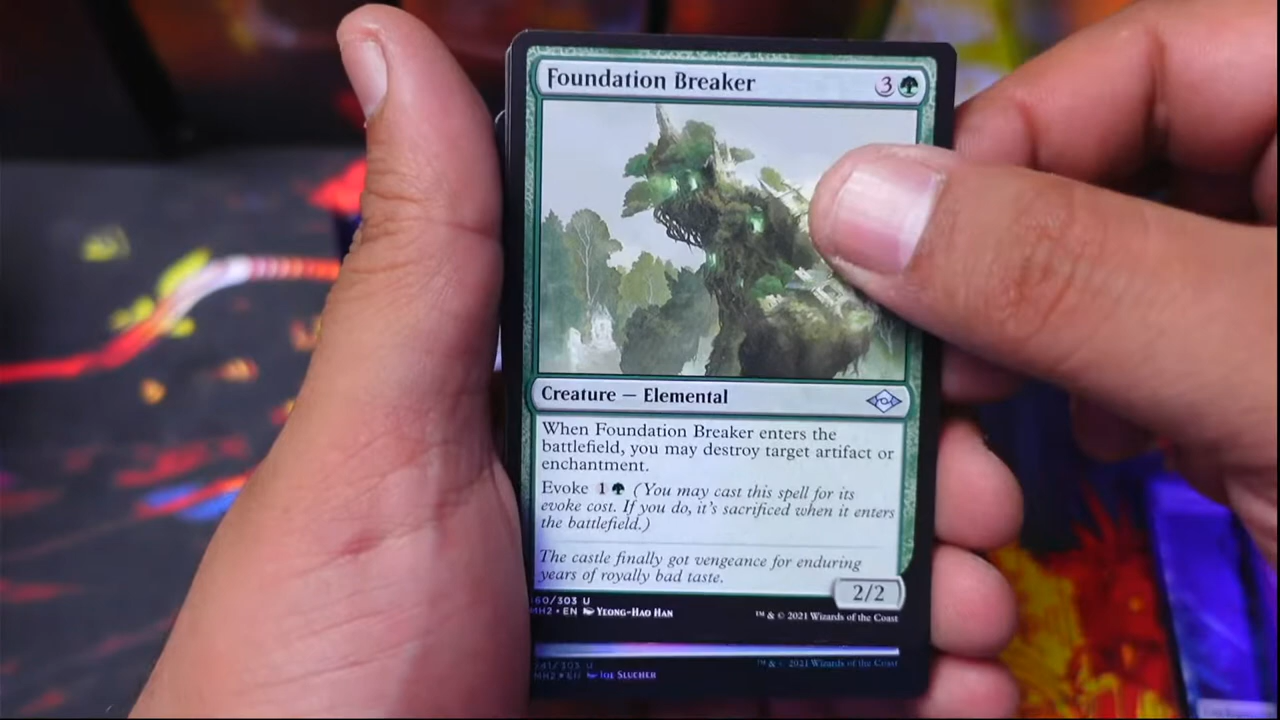 Foundation Breaker 3
Creature — Elemental
When Foundation Breaker enters the
battlefield, you may destroy target artifact or
enchantment.
Evoke 1 (You may cast this spell for its
evoke cost. If you do, it's sacrificed when it enters
the battlefield.)
The castle finally got vengeance for enduring
years of royally bad taste.
2/2
60/303 U
MH2 • EN Yeong-Hao Han
™ & © 2021 Wizards of the Coast
241/303 U
MH2 EN Joe Slucher
™ & © 2021 Wizards of the Coast